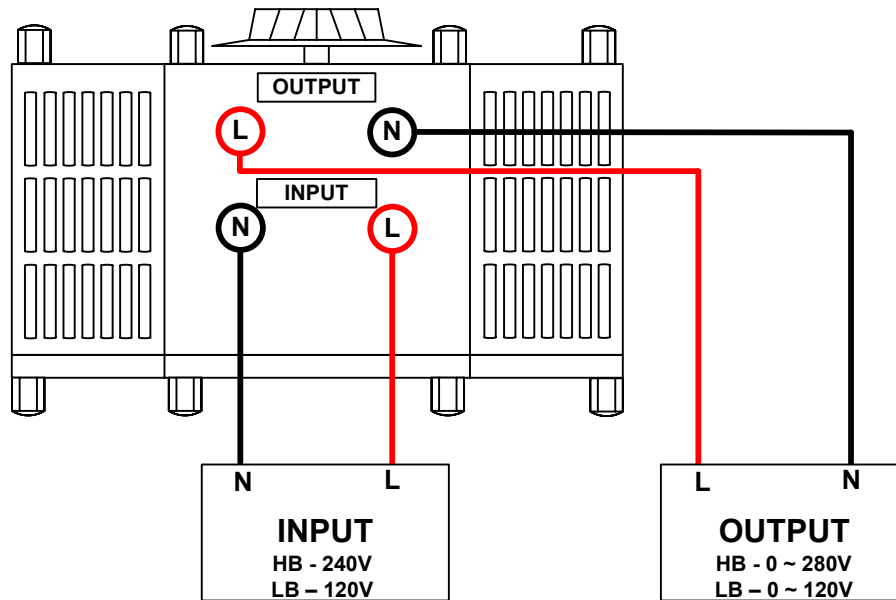 OUTPUT
L N
INPUT
N L
N L
INPUT
HB - 240V
LB – 120V
L N
OUTPUT
HB - 0 ~ 280V
LB – 0 ~ 120V